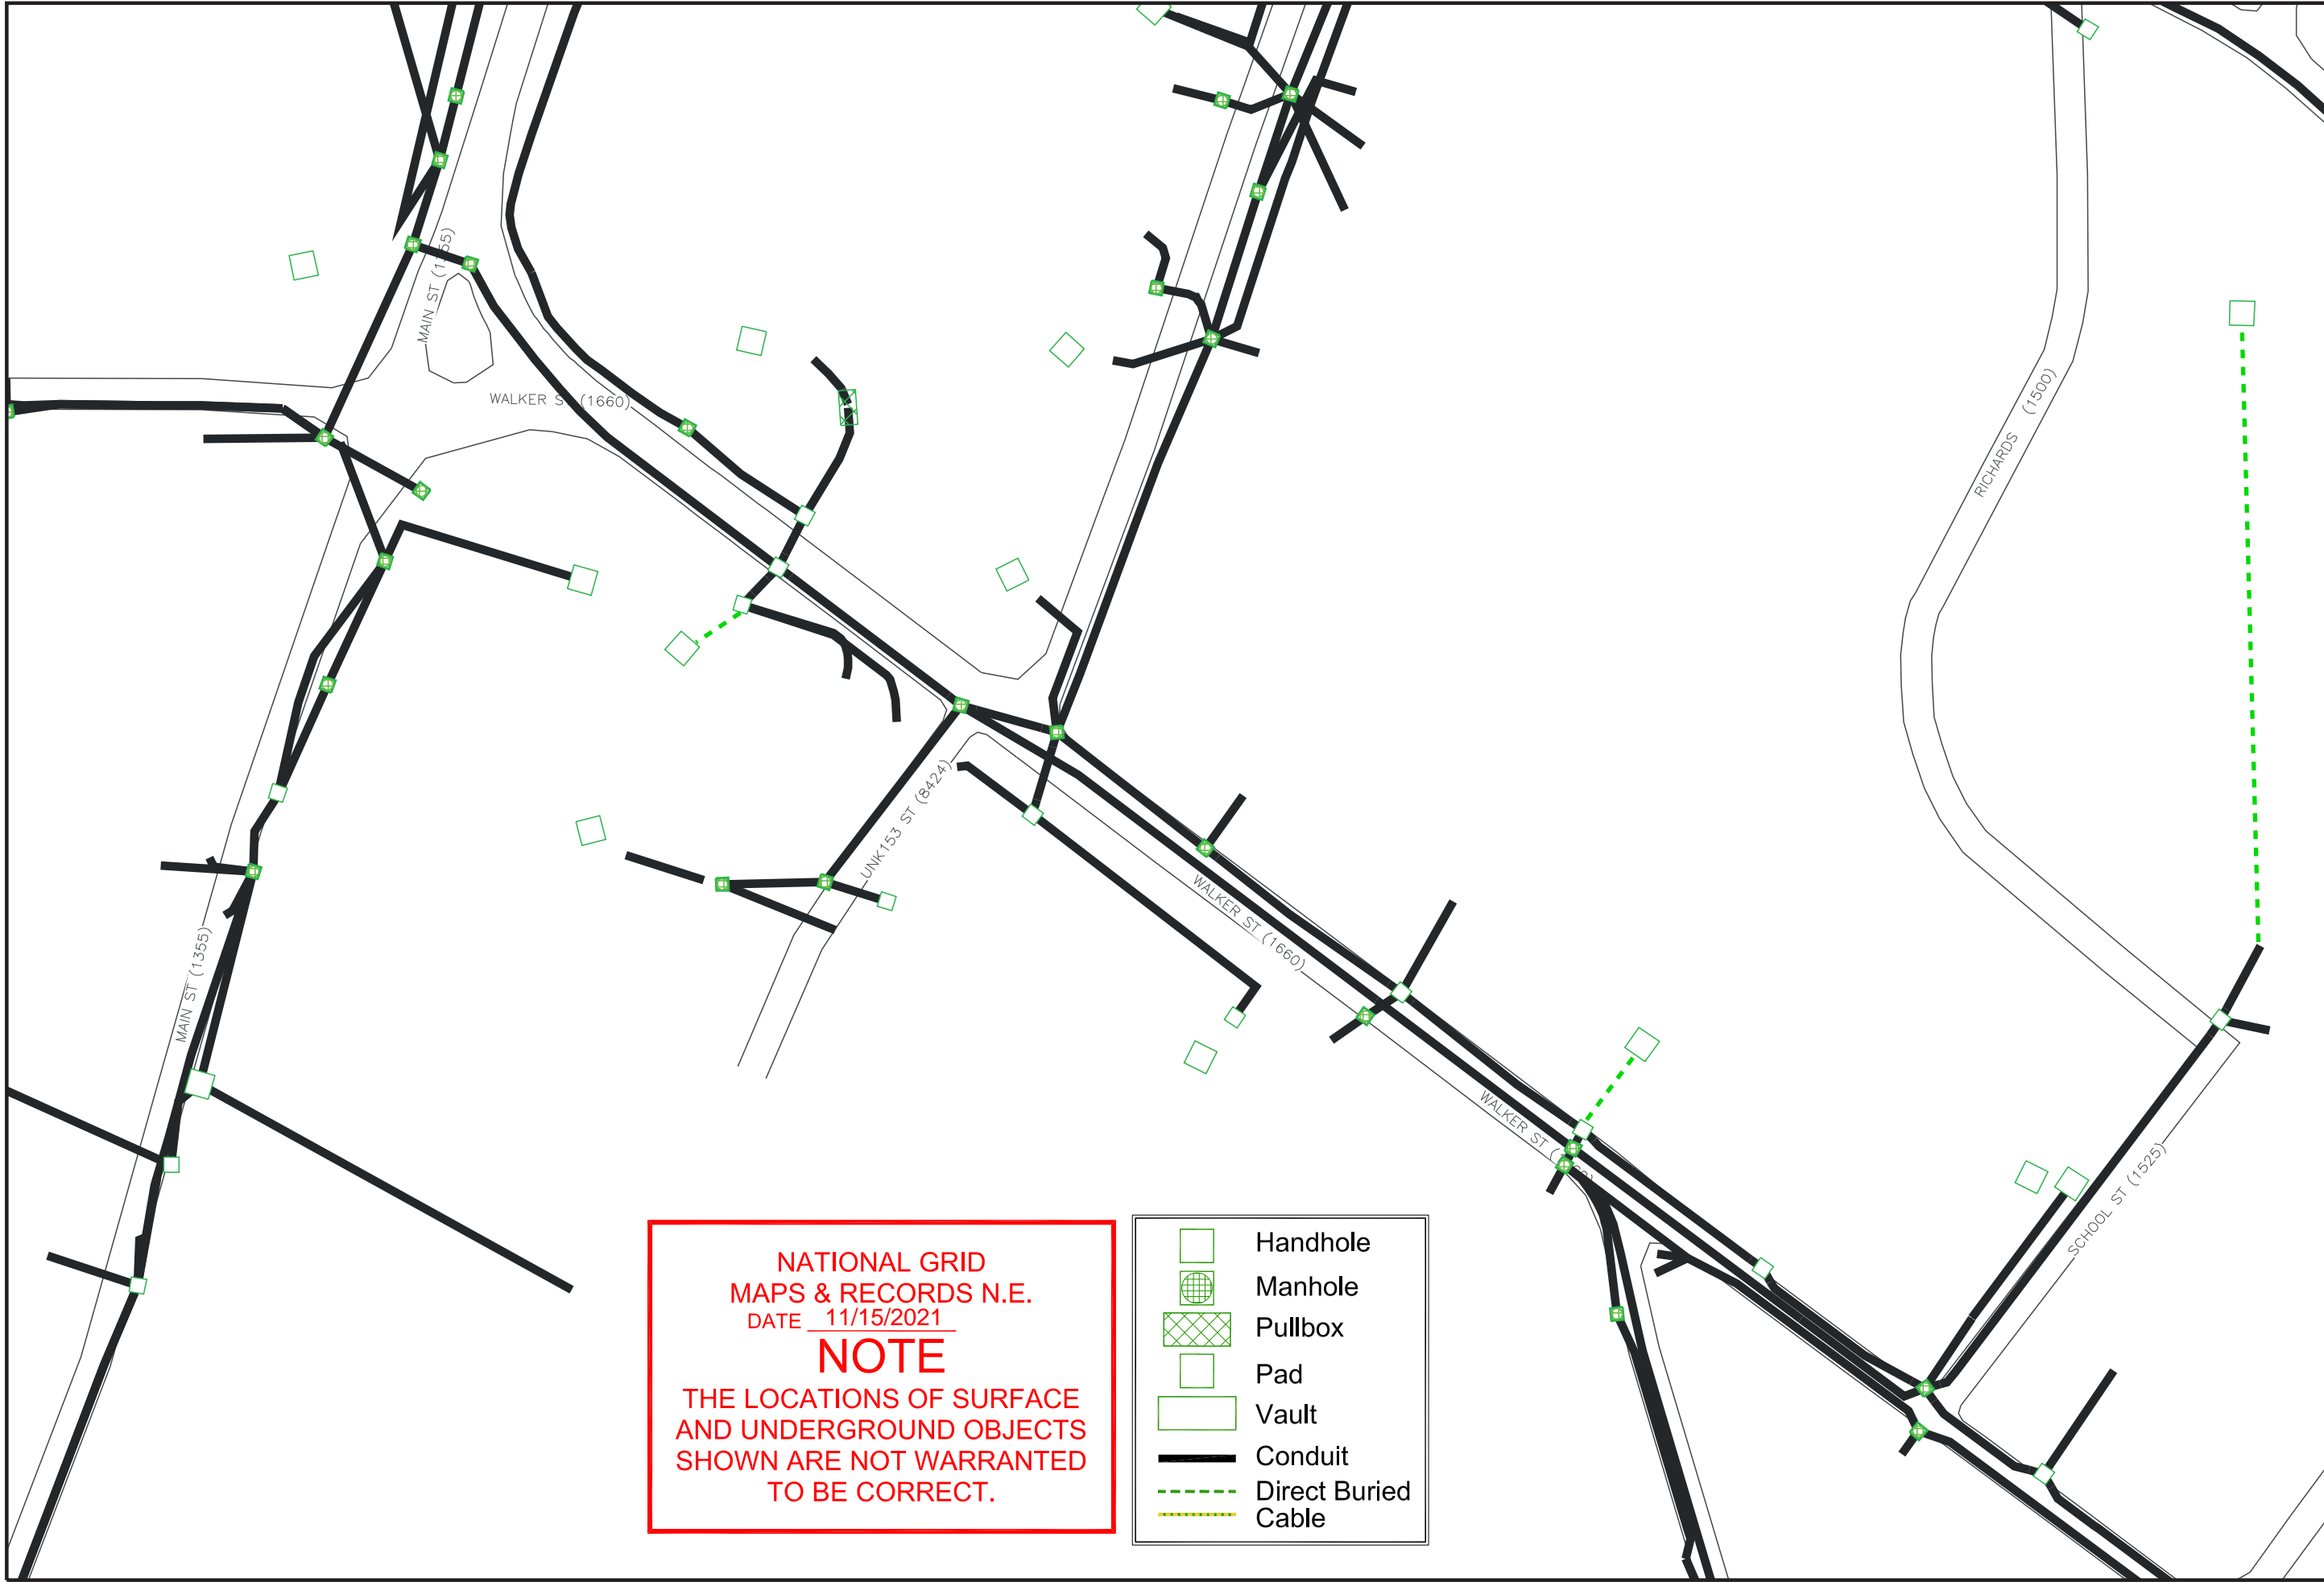 MAIN ST
WALKER ST (1660)
RICHARDS (1500)
UNK153 ST (8424)
WALKER ST (1660)
MAIN ST (1355)
WALKER ST
SCHOOL ST (1525)
NATIONAL GRID
MAPS & RECORDS N.E.
DATE 11/15/2021
NOTE
THE LOCATIONS OF SURFACE
AND UNDERGROUND OBJECTS
SHOWN ARE NOT WARRANTED
TO BE CORRECT.
Handhole
Manhole
Pullbox
Pad
Vault
Conduit
Direct Buried
Cable